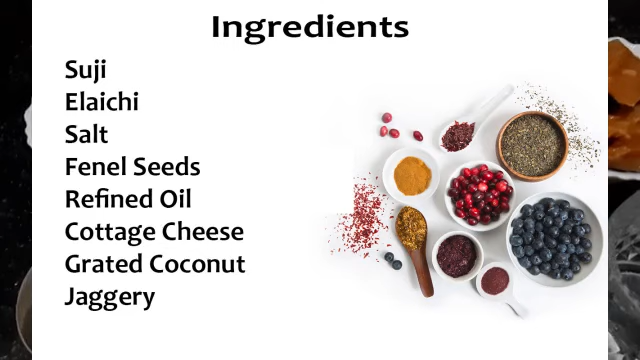 Ingredients
Suji
Elaichi
Salt
Fenel Seeds
Refined Oil
Cottage Cheese
Grated Coconut
Jaggery